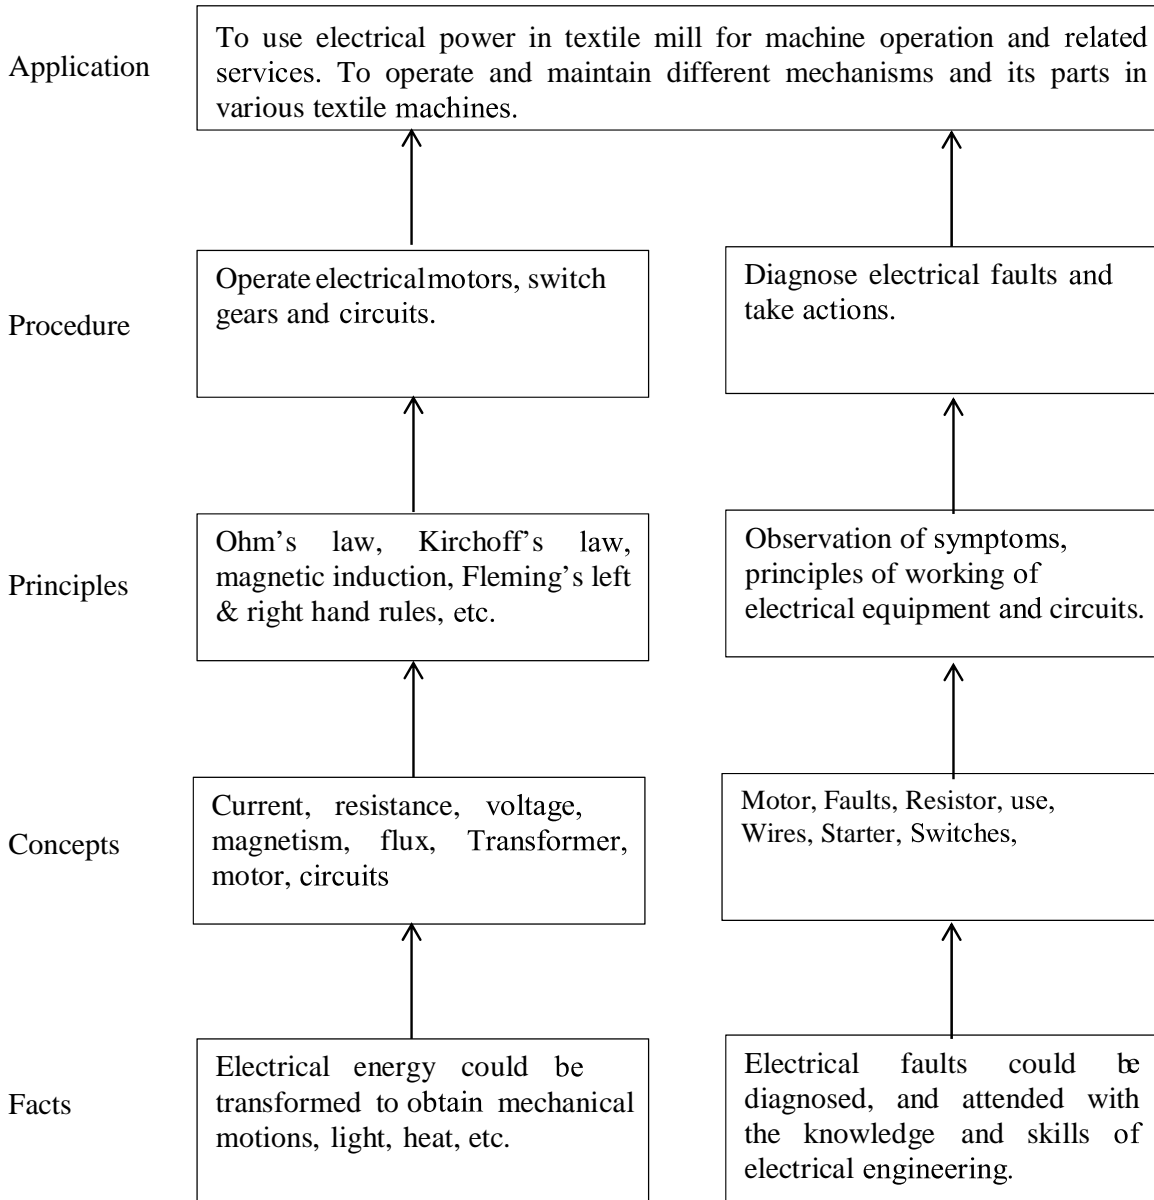 Application
To use electrical power in textile mill for machine operation and related
services. To operate and maintain different mechanisms and its parts in
various textile machines.
Procedure
Operate electrical motors, switch
gears and circuits.
Diagnose electrical faults and
take actions.
Principles
Ohm’s law, Kirchoff’s law,
magnetic induction, Fleming’s left
& right hand rules, etc.
Observation of symptoms,
principles of working of
electrical equipment and circuits.
Concepts
Current, resistance, voltage,
magnetism, flux, Transformer,
motor, circuits
Motor, Faults, Resistor, use,
Wires, Starter, Switches,
Facts
Electrical energy could be
transformed to obtain mechanical
motions, light, heat, etc.
Electrical faults could be
diagnosed, and attended with
the knowledge and skills of
electrical engineering.